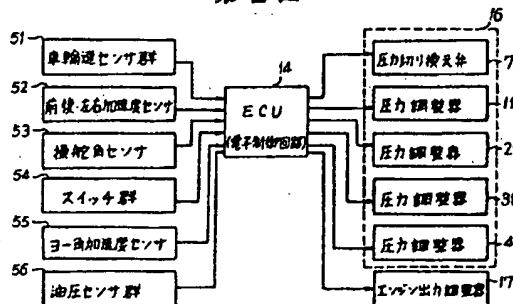 16
51
車輪速センサ群
52
前後・左右加速度センサ
53
操舵角センサ
54
スイッチ群
55
ヨー角加速度センサ
56
油圧センサ群
14
ECU
(電子制御回路)
圧力切り換え弁
7
圧力調整器
11
圧力調整器
2
圧力調整器
3
圧力調整器
4
エンジン出力調整器
17